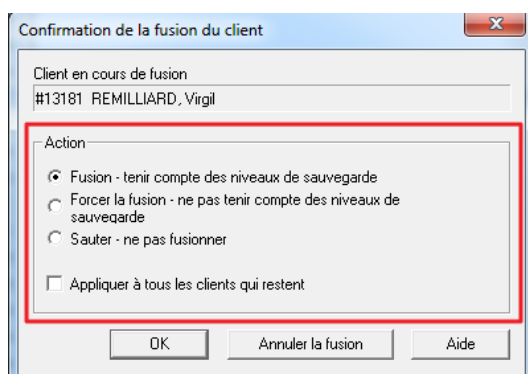 Confirmation de la fusion du client
Client en cours de fusion
#13181 REMILLIARD, Virgil
Action
Fusion - tenir compte des niveaux de sauvegarde
Forcer la fusion - ne pas tenir compte des niveaux de
sauvegarde
Sauter - ne pas fusionner
Appliquer à tous les clients qui restent
OK
Annuler la fusion
Aide